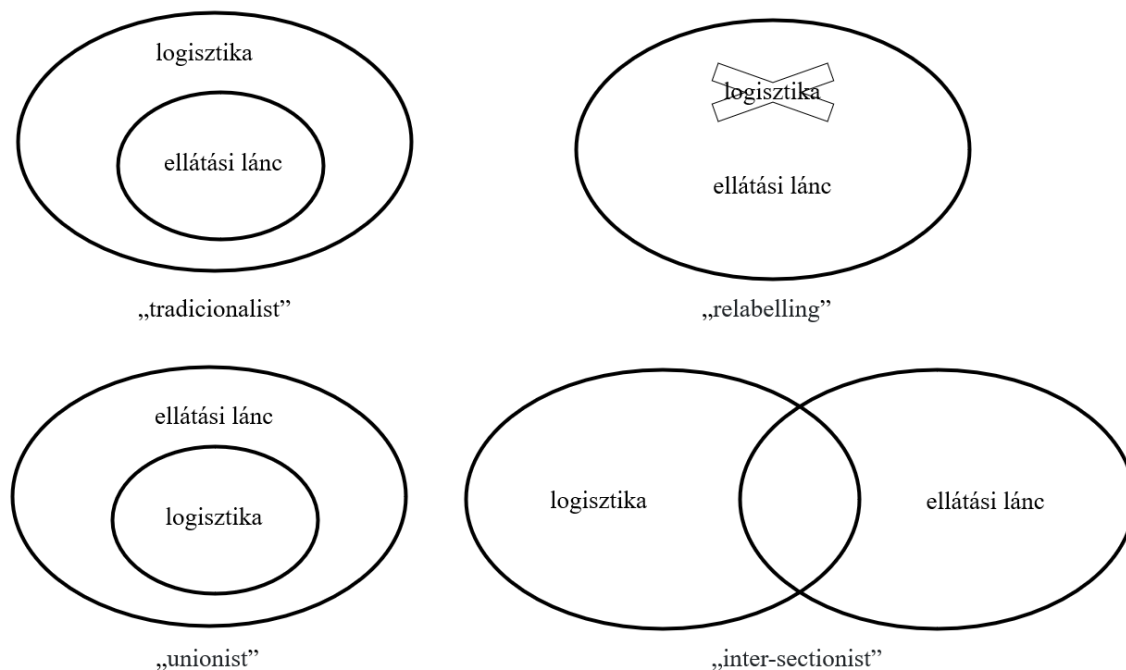 logisztika
ellátási lánc
„tradicionalist”
logisztika
ellátási lánc
„relabelling”
ellátási lánc
logisztika
„unionist”
logisztika
ellátási lánc
„inter-sectionist”